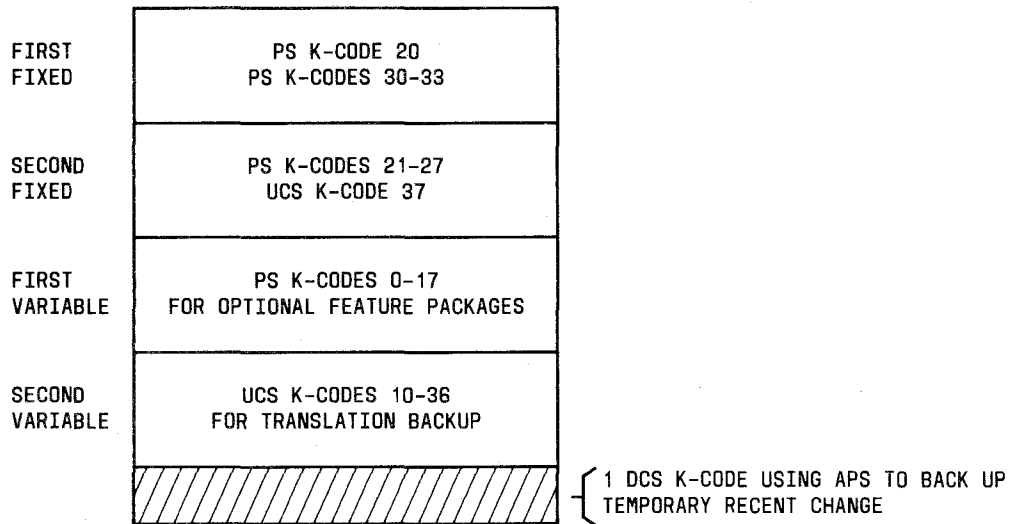 FIRST
FIXED
PS K-CODE 20
PS K-CODES 30-33
SECOND
FIXED
PS K-CODES 21-27
UCS K-CODE 37
FIRST
VARIABLE
PS K-CODES 0-17
FOR OPTIONAL FEATURE PACKAGES
SECOND
VARIABLE
UCS K-CODES 10-36
FOR TRANSLATION BACKUP
1 DCS K-CODE USING APS TO BACK UP
TEMPORARY RECENT CHANGE